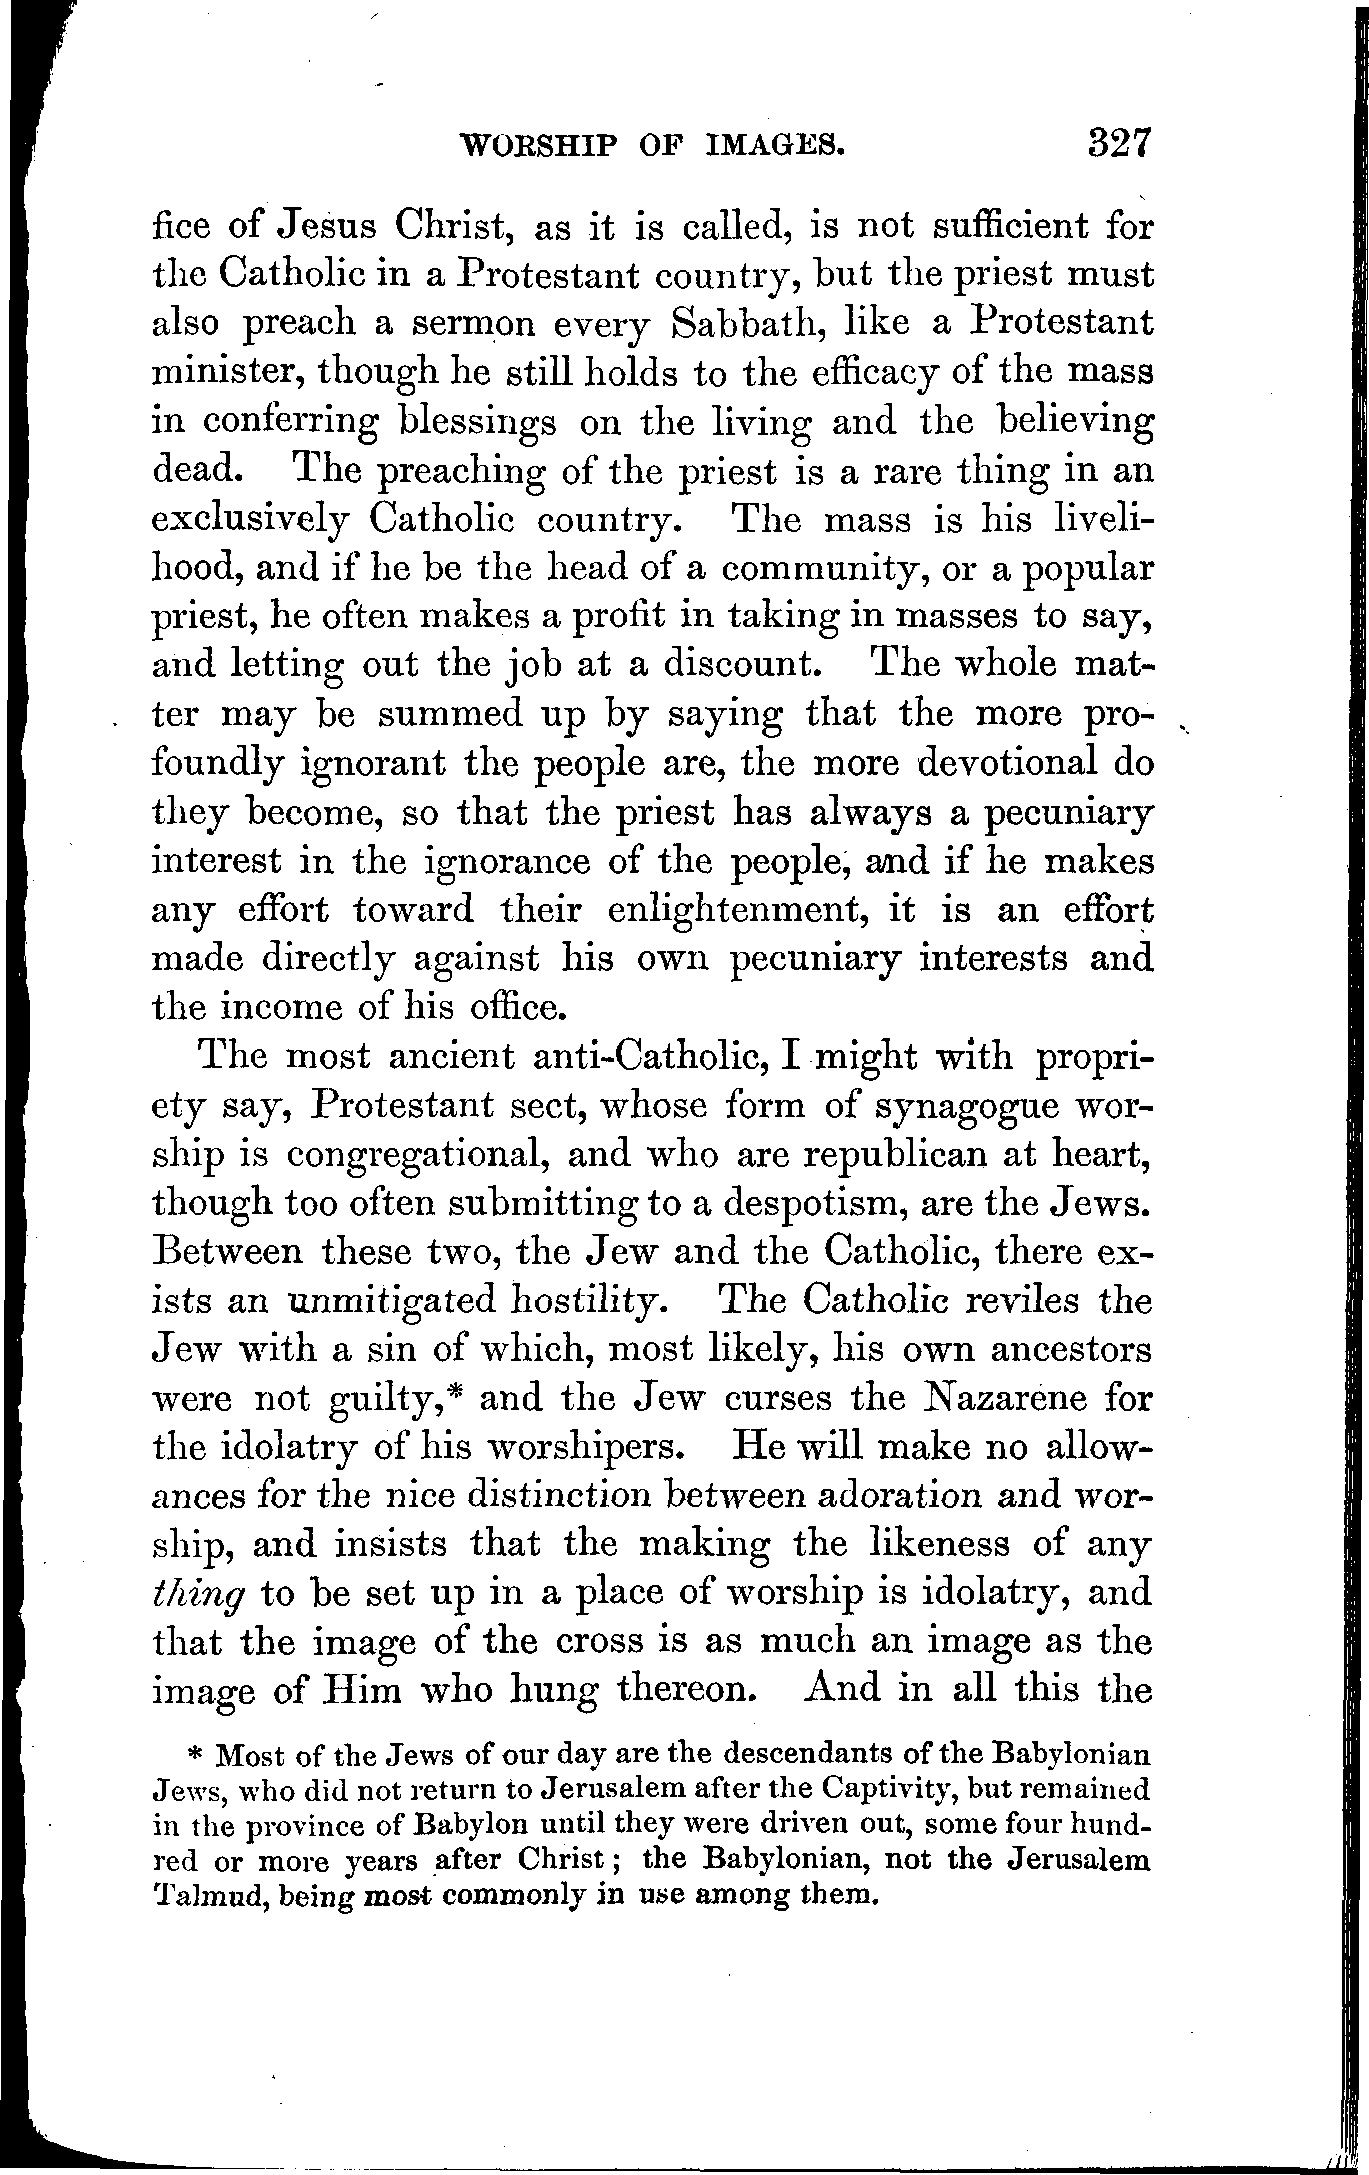 WORSHIP OF IMAGES. 327
fice of Jesus Christ, as it is called, is not sufficient for
the Catholic in a Protestant country, but the priest must
also preach a sermon every Sabbath, like a Protestant
minister, though he still holds to the efficacy of the mass
in conferring blessings on the living and the believing
dead. The preaching of the priest is a rare thing in an
exclusively Catholic country. The mass is his liveli-
hood, and if he be the head of a community, or a popular
priest, he often makes a profit in taking in masses to say,
and letting out the job at a discount. The whole mat-
ter may be summed up by saying that the more pro-
foundly ignorant the people are, the more devotional do
they become, so that the priest has always a pecuniary
interest in the ignorance of the people, and if he makes
any effort toward their enlightenment, it is an effort
made directly against his own pecuniary interests and
the income of his office.
The most ancient anti-Catholic, I might with propri-
ety say, Protestant sect, whose form of synagogue wor-
ship is congregational, and who are republican at heart,
though too often submitting to a despotism, are the Jews.
Between these two, the Jew and the Catholic, there ex-
ists an unmitigated hostility. The Catholic reviles the
Jew with a sin of which, most likely, his own ancestors
were not guilty,* and the Jew curses the Nazarene for
the idolatry of his worshipers. He will make no allow-
ances for the nice distinction between adoration and wor-
ship, and insists that the making the likeness of any
thing to be set up in a place of worship is idolatry, and
that the image of the cross is as much an image as the
image of Him who hung thereon. And in all this the
* Most of the Jews of our day are the descendants of the Babylonian
Jews, who did not return to Jerusalem after the Captivity, but remained
in the province of Babylon until they were driven out, some four hund-
red or more years after Christ; the Babylonian, not the Jerusalem
Talmud, being most commonly in use among them.